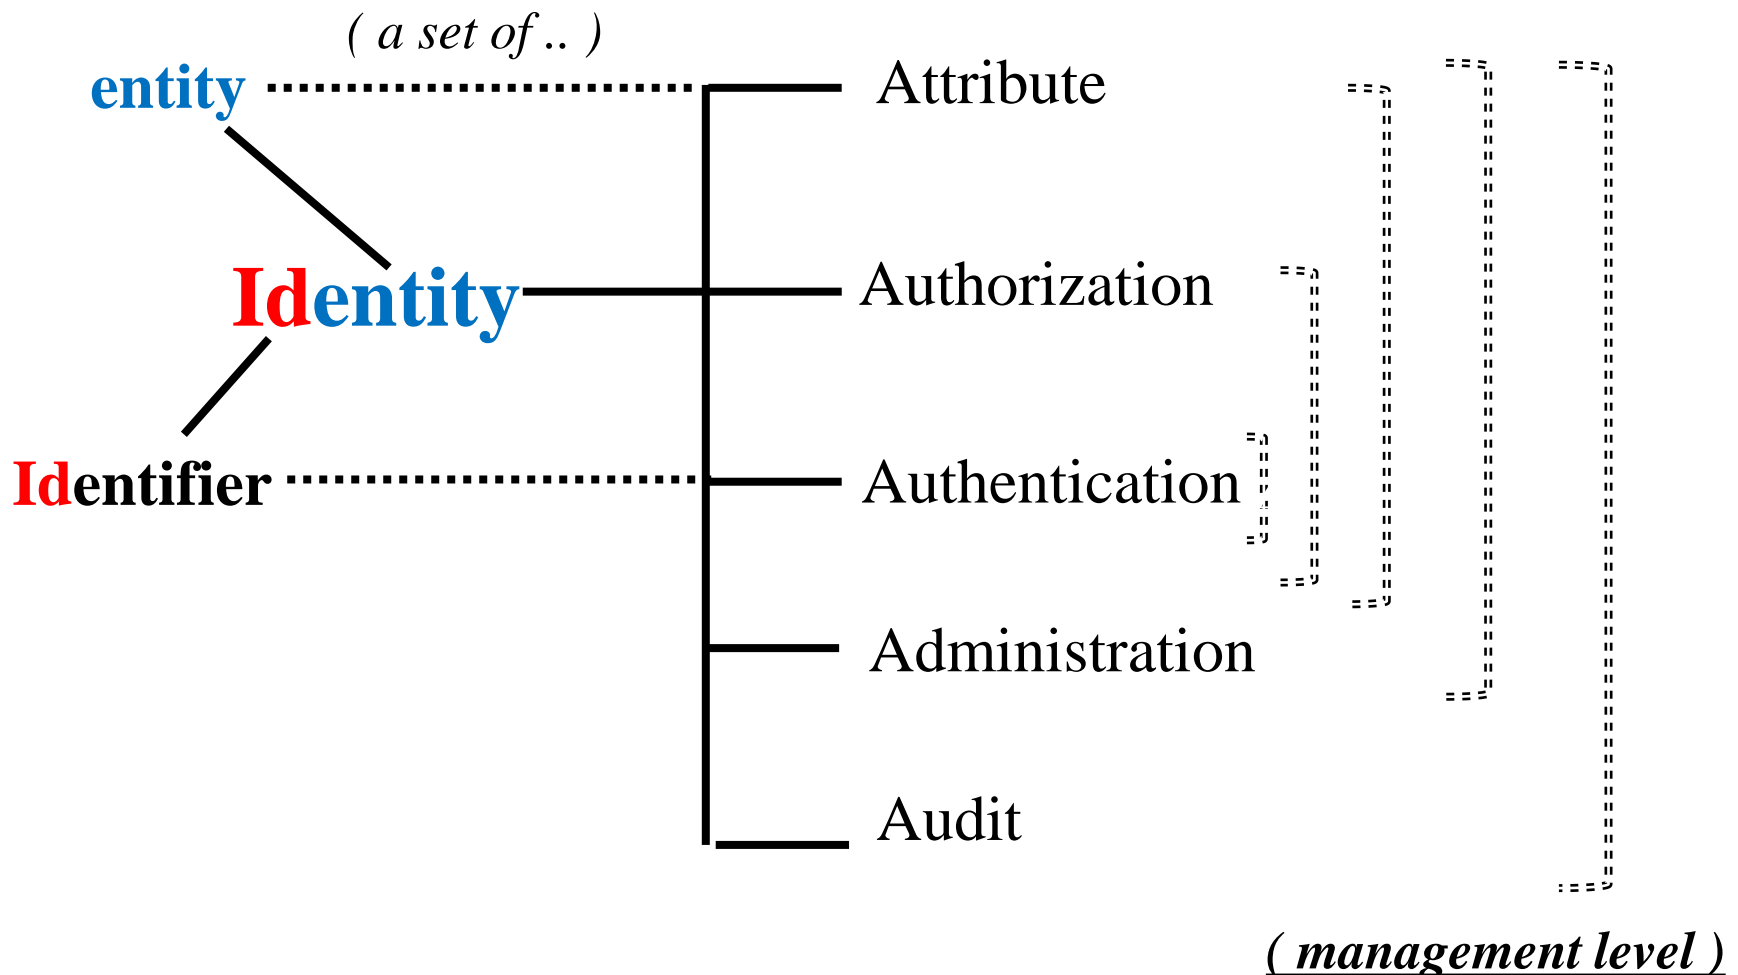 ( a set of .. )
entity
Attribute
Identity
Authorization
Identifier
Authentication
Administration
Audit
( management level )